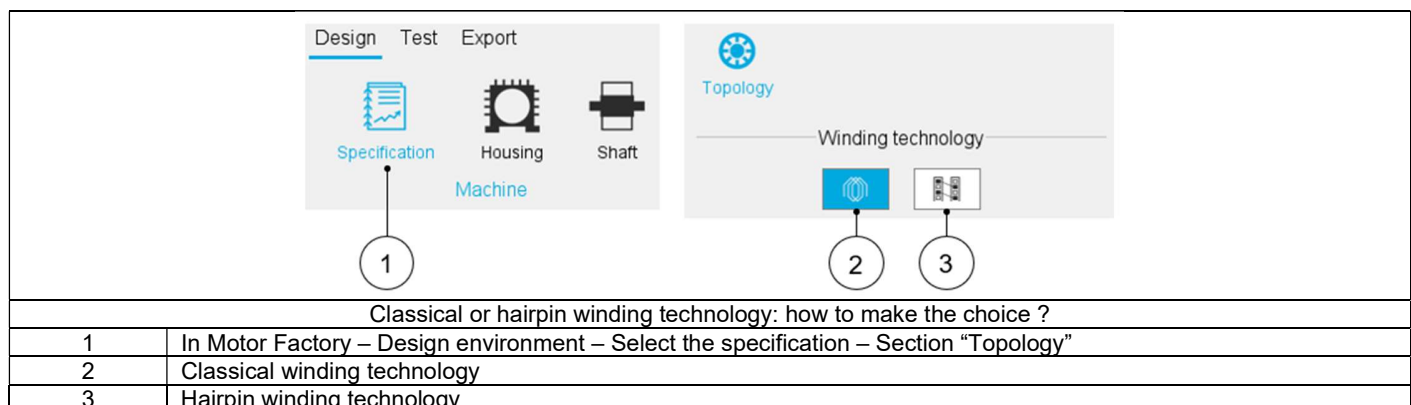 Design Test Export
Topology
Specification Housing Shaft
Winding technology
Machine
1
2
3
Classical or hairpin winding technology: how to make the choice ?
1 In Motor Factory – Design environment – Select the specification – Section “Topology”
2 Classical winding technology
3 Hairpin winding technology